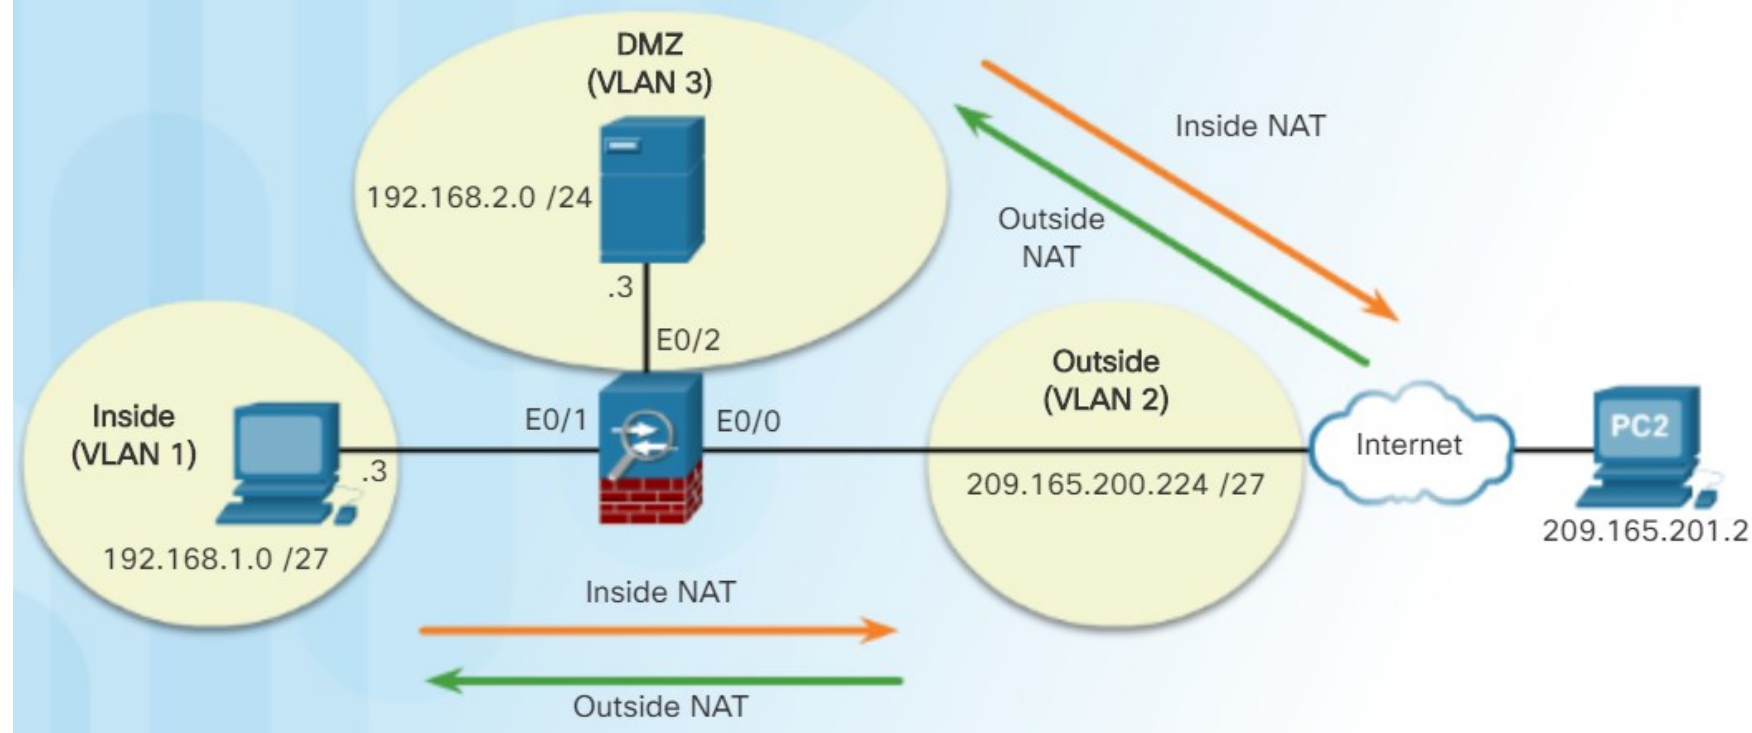 DMZ
(VLAN 3)
192.168.2.0 /24
.3
E0/2
Inside NAT
Outside
NAT
Inside
(VLAN 1)
.3
192.168.1.0 /27
E0/1
E0/0
Outside
(VLAN 2)
209.165.200.224 /27
Internet
PC2
209.165.201.2
Inside NAT
Outside NAT